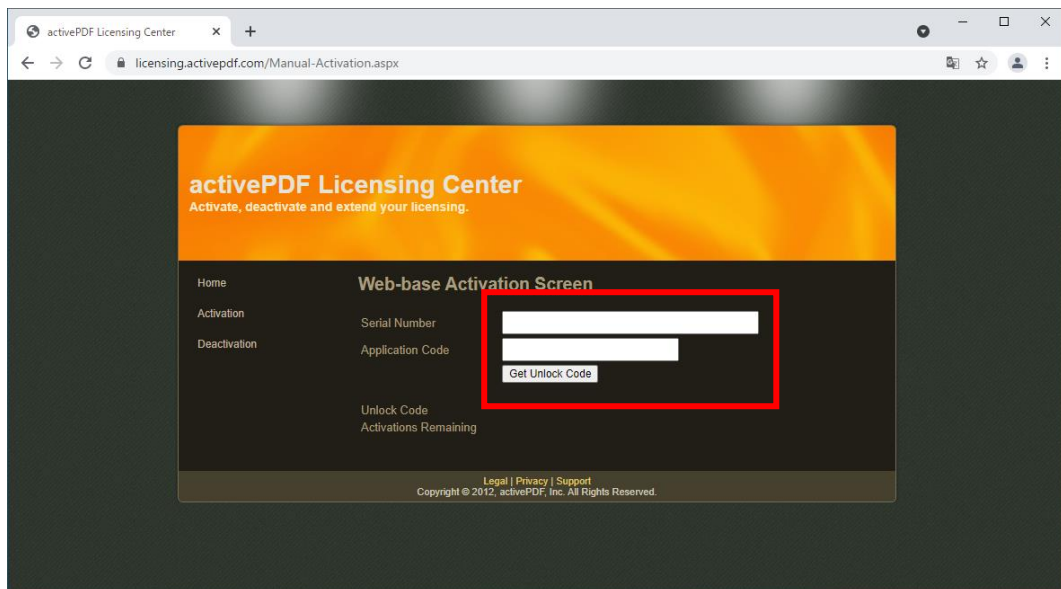 activePDF Licensing Center
licensing.activepdf.com/Manual-Activation.aspx
activePDF Licensing Center
Activate, deactivate and extend your licensing.
Home
Activation
Deactivation
Web-base Activation Screen
Serial Number
Application Code
Get Unlock Code
Unlock Code
Activations Remaining
Legal | Privacy | Support
Copyright © 2012, activePDF, Inc. All Rights Reserved.